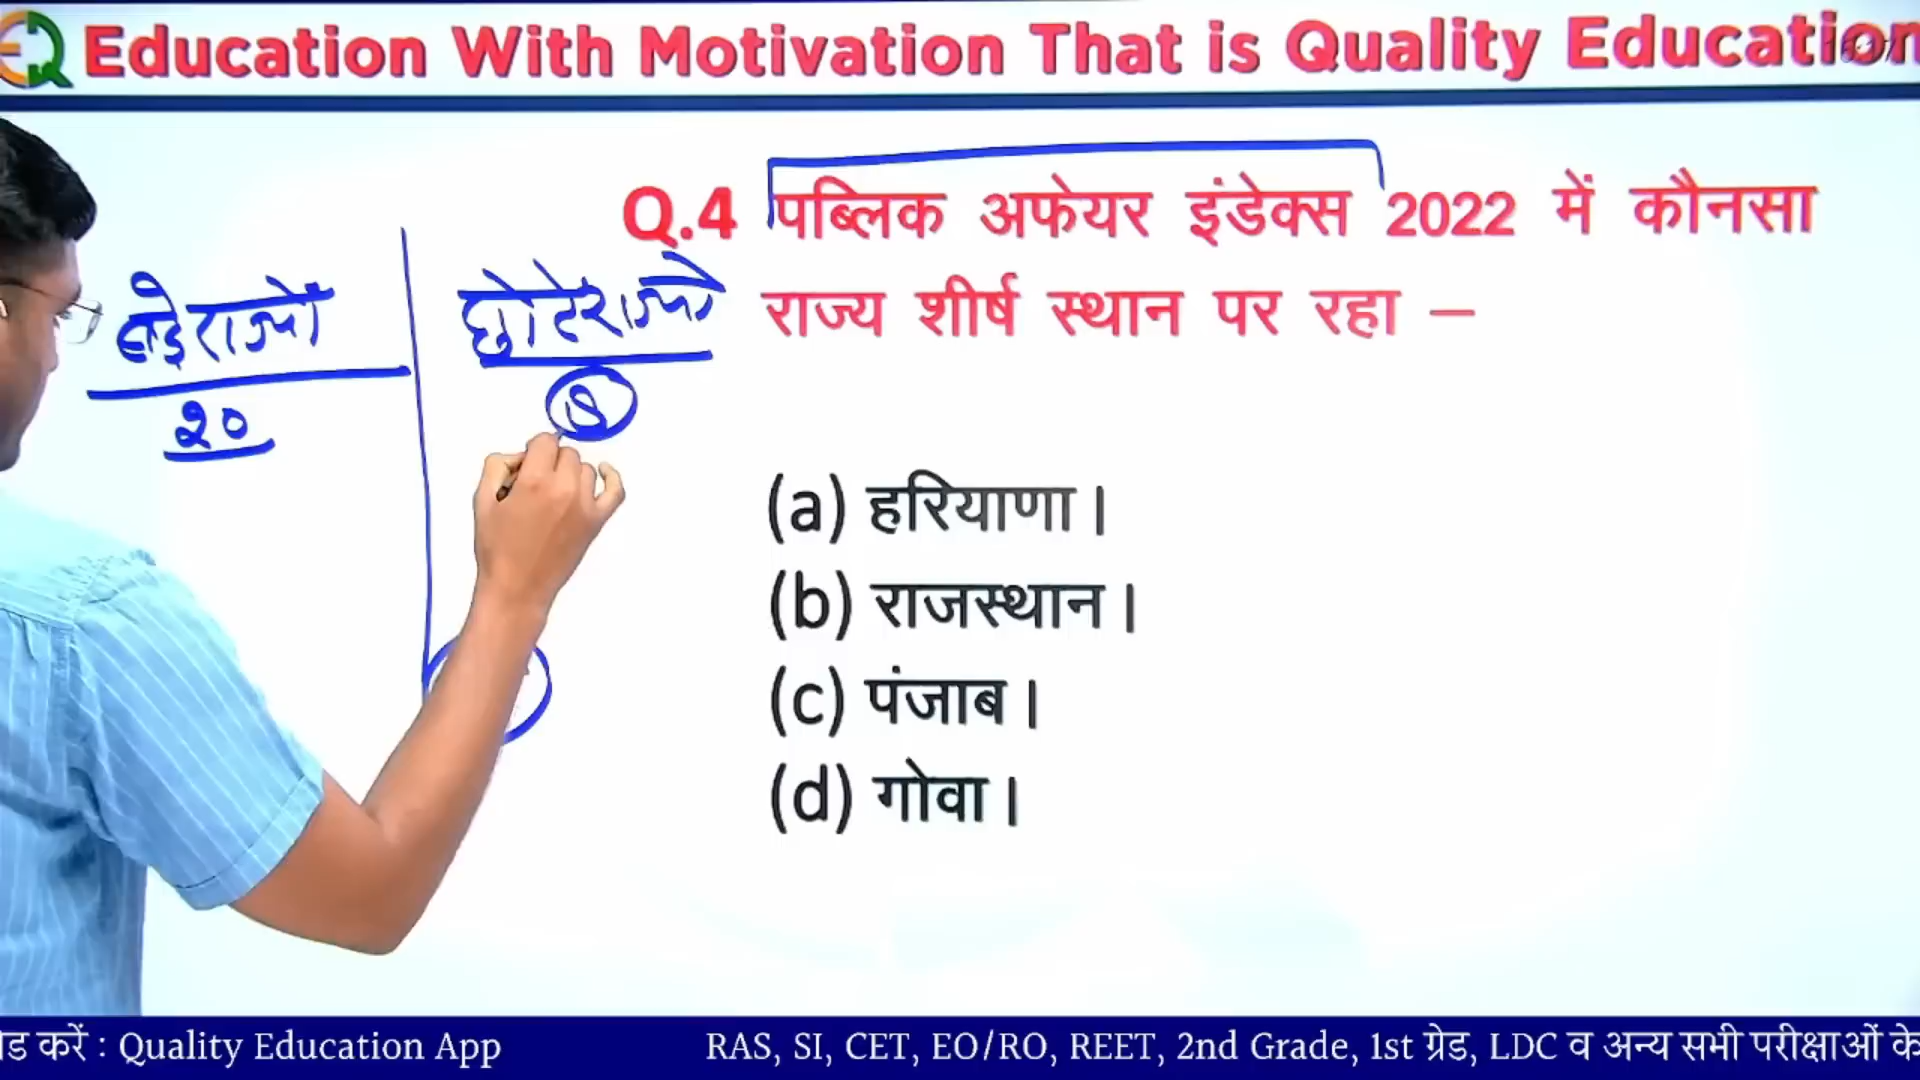 Education With Motivation That is Quality Education
Q.4 पब्लिक अफेयर इंडेक्स 2022 में कौनसा
राज्य शीर्ष स्थान पर रहा –
बड़े राज्यों
छोटे राज्यों
(a) हरियाणा।
(b) राजस्थान।
(c) पंजाब।
(d) गोवा।
ड करें : Quality Education App RAS, SI, CET, EO/RO, REET, 2nd Grade, 1st ग्रेड, LDC व अन्य सभी परीक्षाओं के